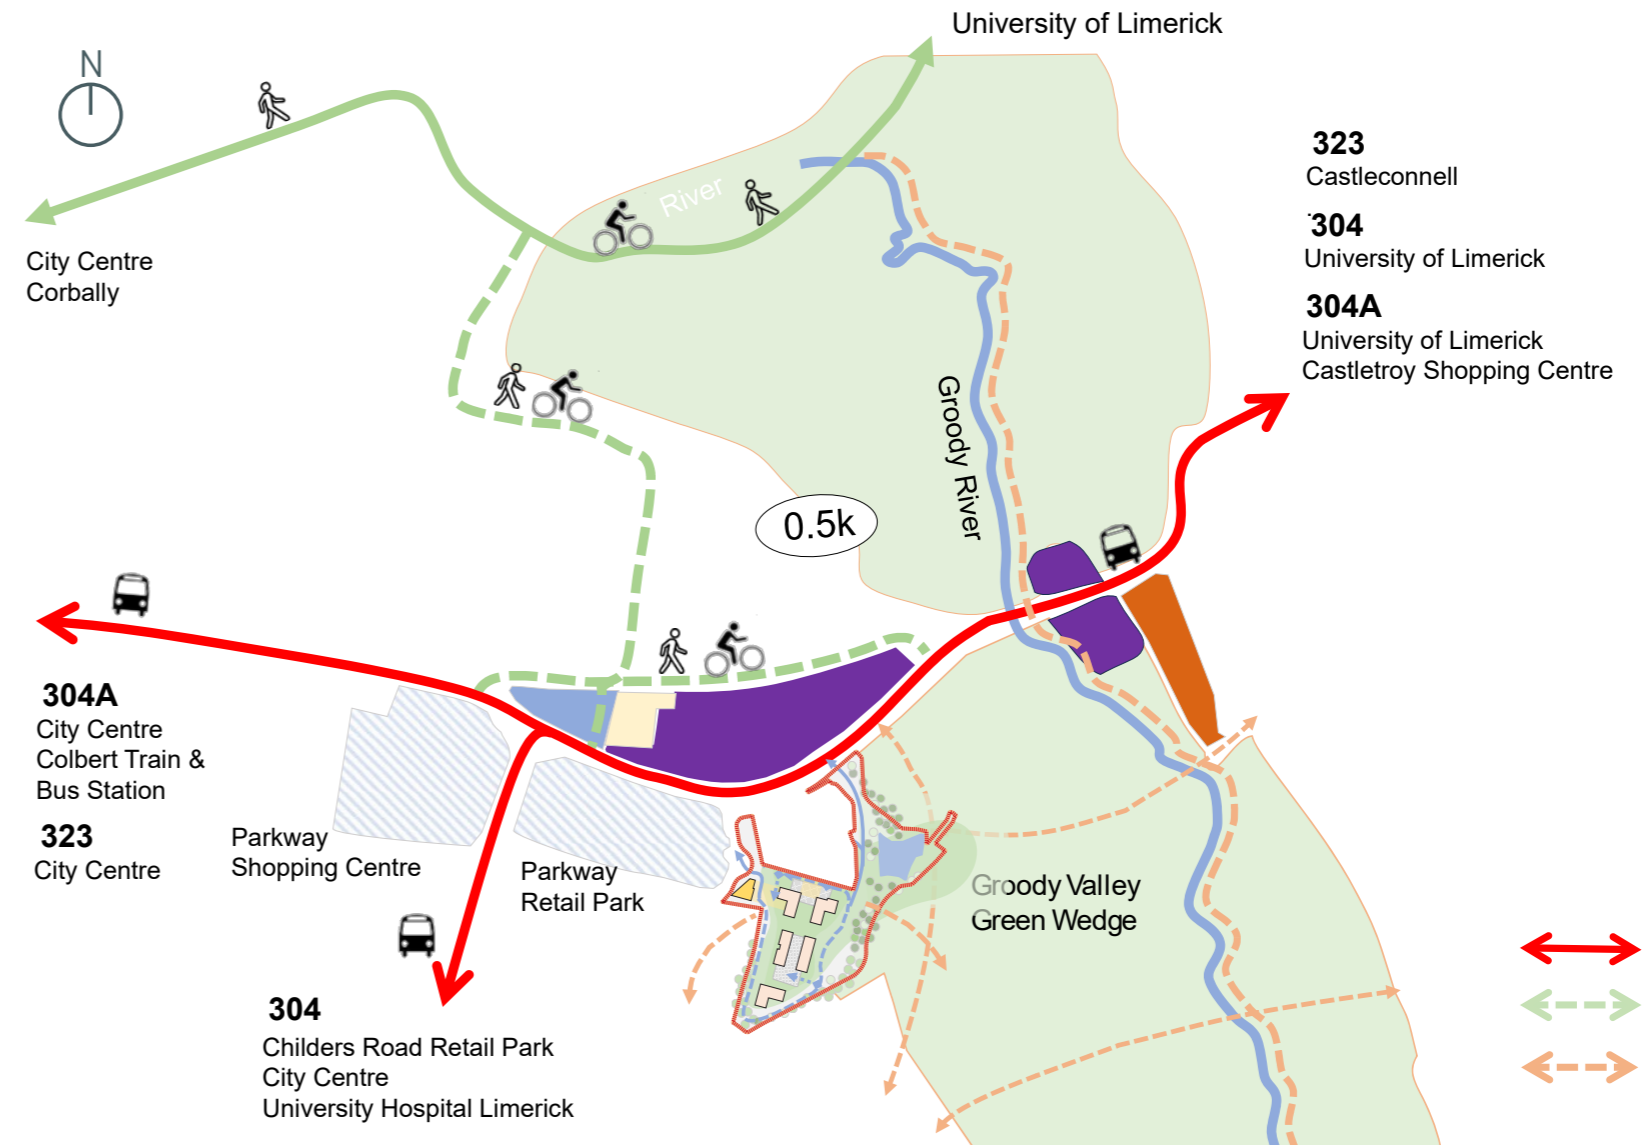 University of Limerick
N
River
City Centre
Corbally
323
Castleconnell
304
University of Limerick
304A
University of Limerick
Castletroy Shopping Centre
Groody River
0.5k
304A
City Centre
Colbert Train &
Bus Station
323
City Centre
Parkway
Shopping Centre
Parkway
Retail Park
Groody Valley
Green Wedge
304
Childers Road Retail Park
City Centre
University Hospital Limerick